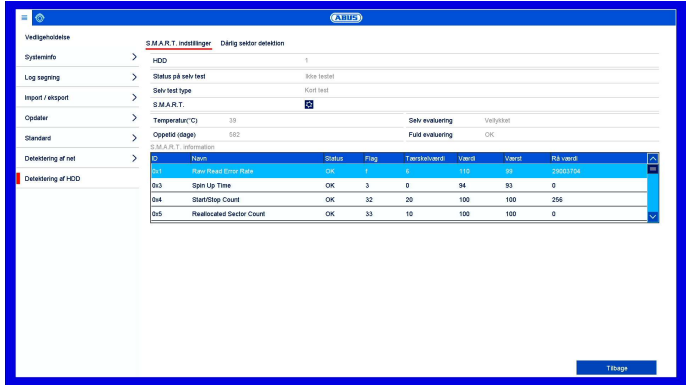 ABUS
Vedligeholdelse
Systeminfo
Log søgning
Import / eksport
Opdater
Standard
Detektering af net
Detektering af HDD
S.M.A.R.T. indstillinger Dårlig sektor detektion
HDD 1
Status på selv test Ikke testet
Selv test type Kort test
S.M.A.R.T.
Temperatur(°C) 39 Selv evaluering Vellykket
Oppetid (dage) 582 Fuld evaluering OK
S.M.A.R.T. information
ID Navn Status Flag Tærskelværdi Værdi Værst Rå værdi
0x1 Raw Read Error Rate OK f 6 110 99 29003704
0x3 Spin Up Time OK 3 0 94 93 0
0x4 Start/Stop Count OK 32 20 100 100 256
0x5 Reallocated Sector Count OK 33 10 100 100 0
Tilbage